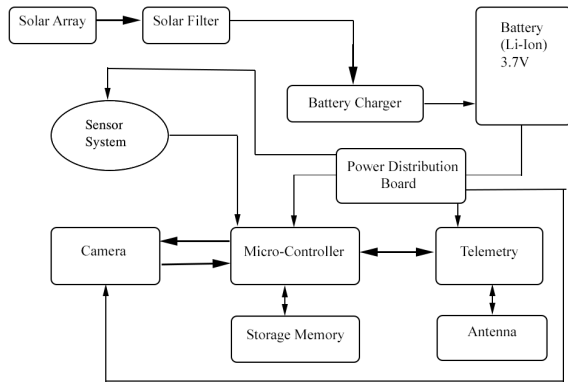 Solar Array
Solar Filter
Battery
(Li-Ion)
3.7V
Battery Charger
Sensor
System
Power Distribution
Board
Camera
Micro-Controller
Telemetry
Storage Memory
Antenna